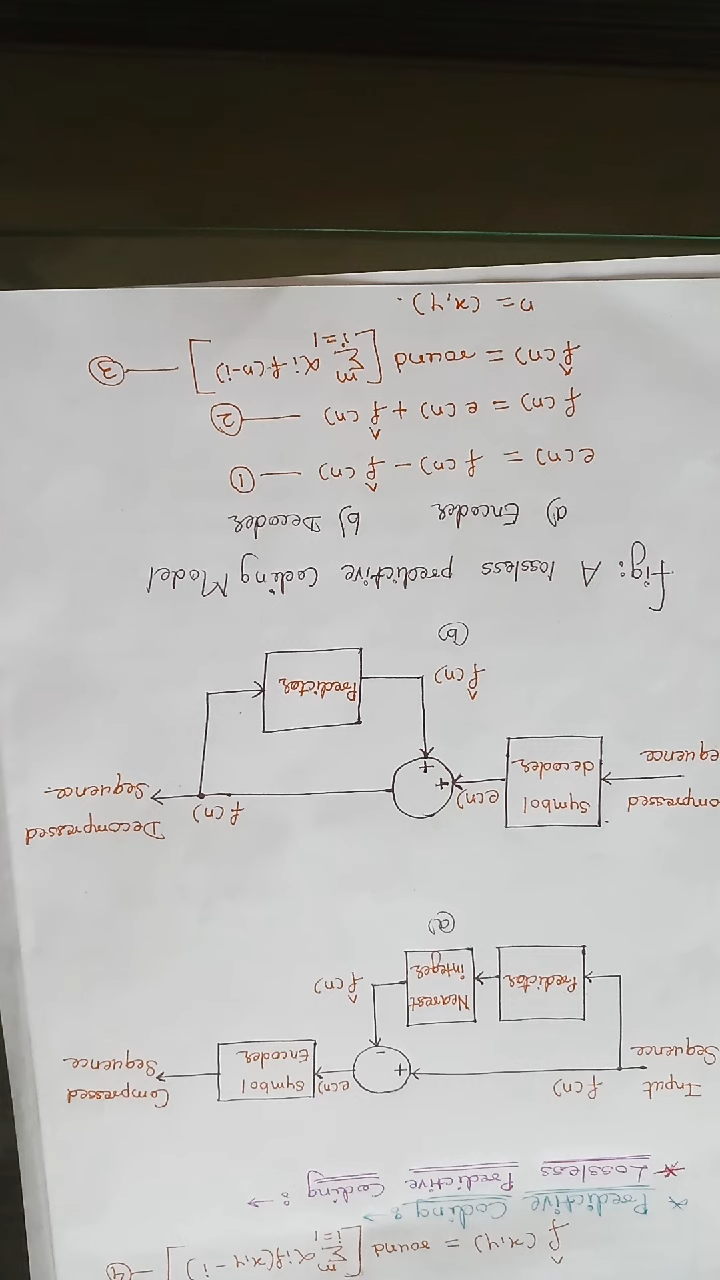 f̂(x,y) = round [ Σ_{i=1}^{m} αᵢ f(x,y-i) ] — ④
* Predictive Coding :→
* Lossless Predictive Coding :→
Input Sequence
f(n)
+
-
e(n)
Symbol Encoder
Compressed Sequence
Predictor
Nearest integer
f̂(n)
ⓐ
ompressed equence
Symbol decoder
e(n)
+
+
f(n)
Decompressed Sequence
Predictor
f̂(n)
ⓑ
fig: A lossless predictive Coding Model
a) Encoder b) Decoder
e(n) = f(n) - f̂(n) — ①
f(n) = e(n) + f̂(n) — ②
f̂(n) = round [ Σ_{i=1}^{m} αᵢ f(n-i) ] — ③
n = (x,y).